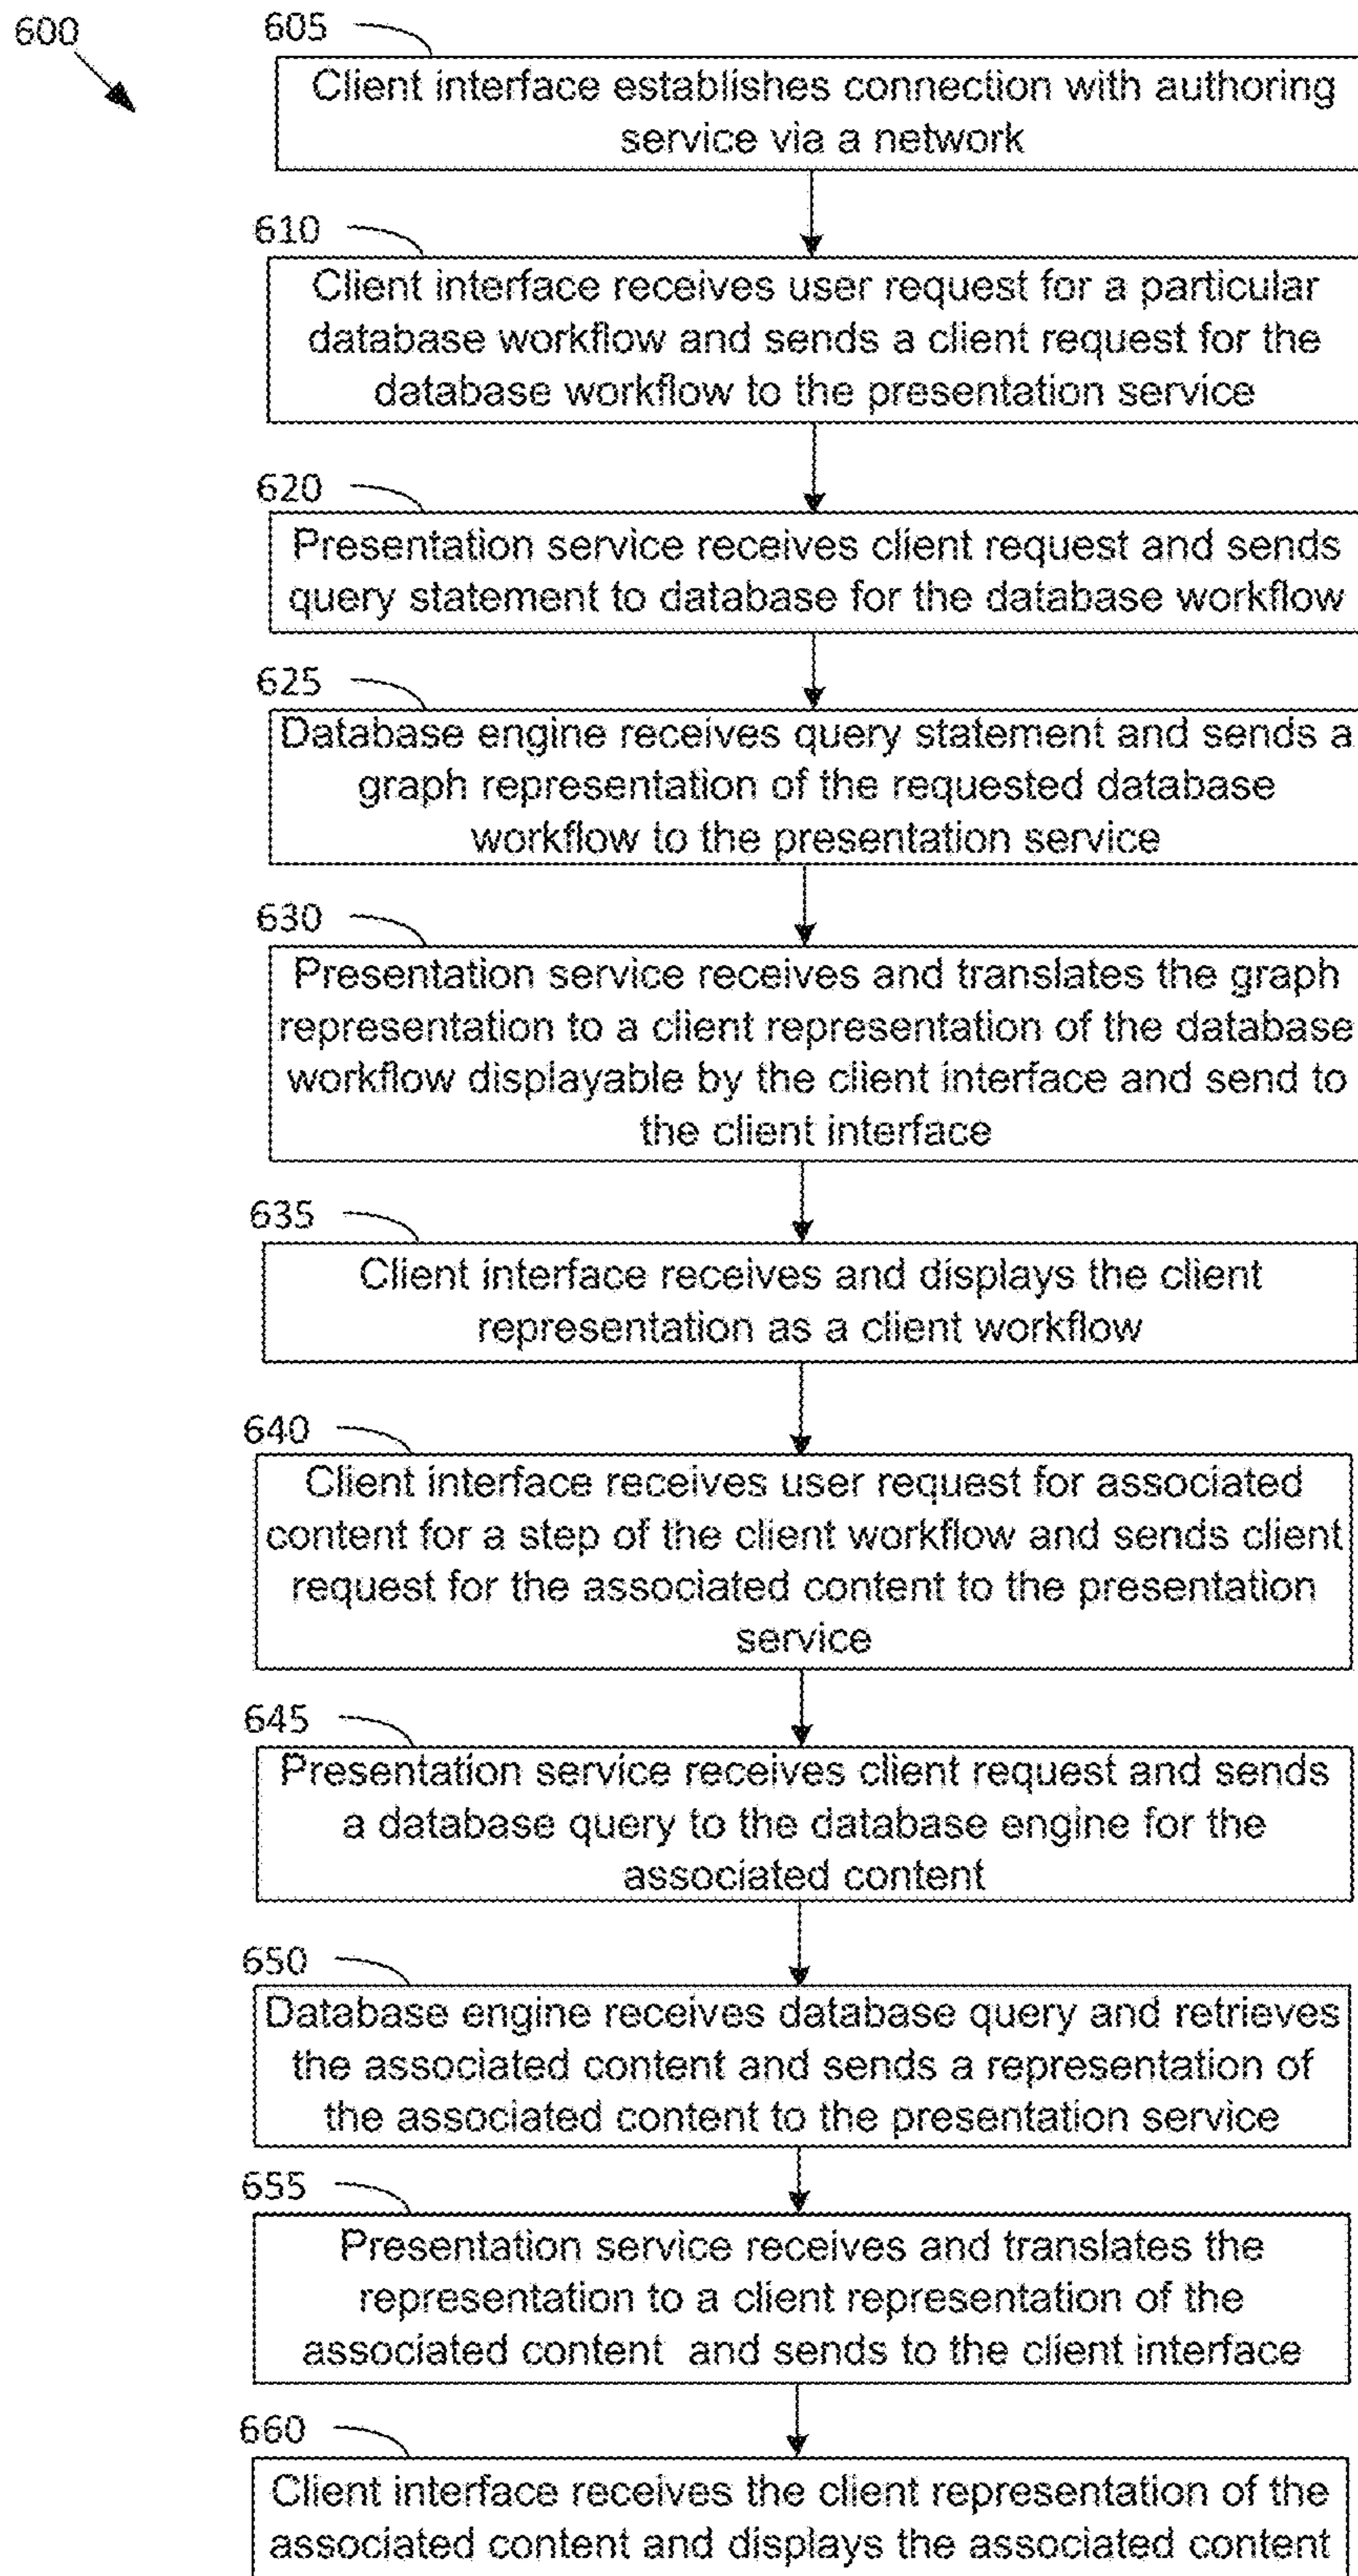 600
605
Client interface establishes connection with authoring
service via a network
610
Client interface receives user request for a particular
database workflow and sends a client request for the
database workflow to the presentation service
620
Presentation service receives client request and sends
query statement to database for the database workflow
625
Database engine receives query statement and sends a
graph representation of the requested database
workflow to the presentation service
630
Presentation service receives and translates the graph
representation to a client representation of the database
workflow displayable by the client interface and send to
the client interface
635
Client interface receives and displays the client
representation as a client workflow
640
Client interface receives user request for associated
content for a step of the client workflow and sends client
request for the associated content to the presentation
service
645
Presentation service receives client request and sends
a database query to the database engine for the
associated content
650
Database engine receives database query and retrieves
the associated content and sends a representation of
the associated content to the presentation service
655
Presentation service receives and translates the
representation to a client representation of the
associated content and sends to the client interface
660
Client interface receives the client representation of the
associated content and displays the associated content